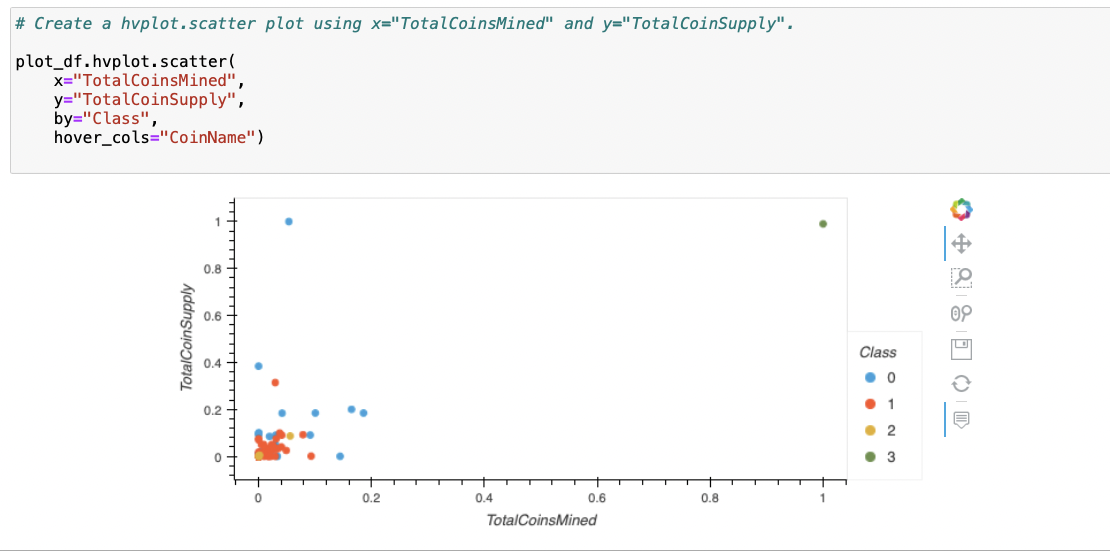 # Create a hvplot.scatter plot using x="TotalCoinsMined" and y="TotalCoinSupply".
plot_df.hvplot.scatter(
x="TotalCoinsMined",
y="TotalCoinSupply",
by="Class",
hover_cols="CoinName")
TotalCoinSupply
1
0.8
0.6
0.4
0.2
0
0
0.2
0.4
0.6
0.8
1
TotalCoinsMined
Class
0
1
2
3